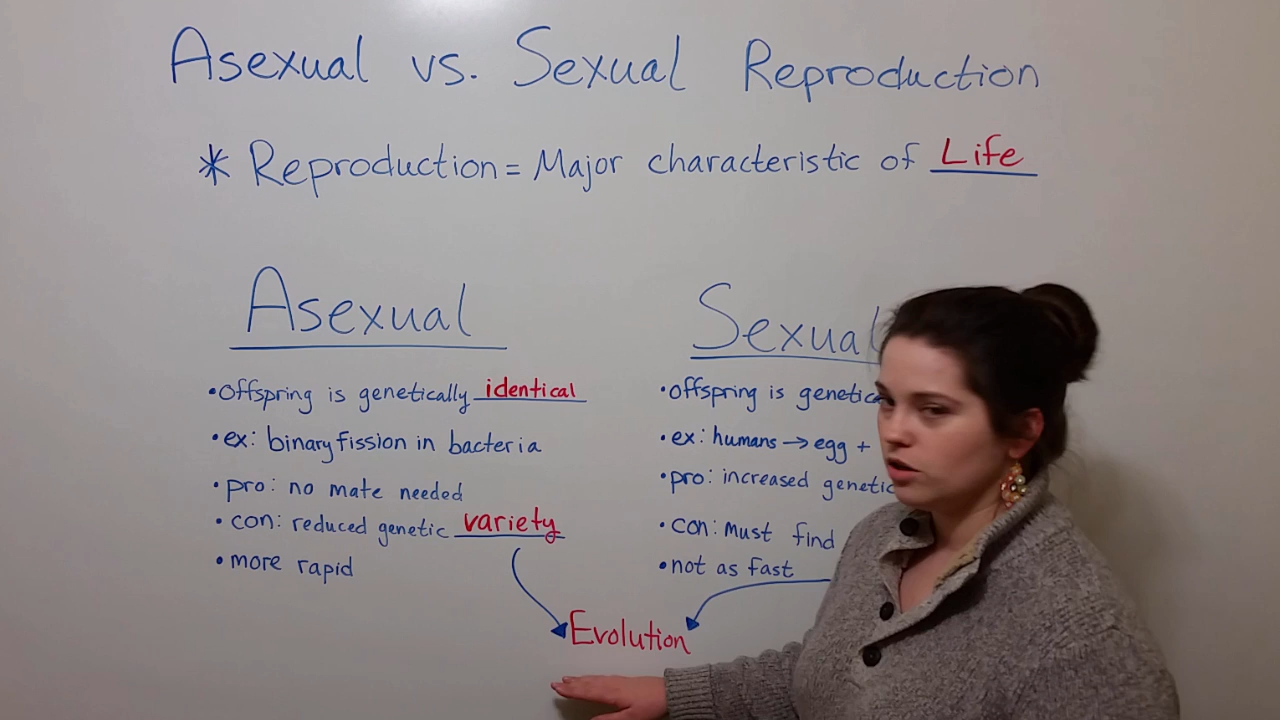 Asexual vs. Sexual Reproduction
* Reproduction = Major characteristic of Life
Asexual
• offspring is genetically identical
• ex: binary fission in bacteria
• pro: no mate needed
• con: reduced genetic variety
• more rapid
Sexual
• offspring is
• ex: humans → egg +
• pro: increased
• con: must find
• not as fast
Evolution